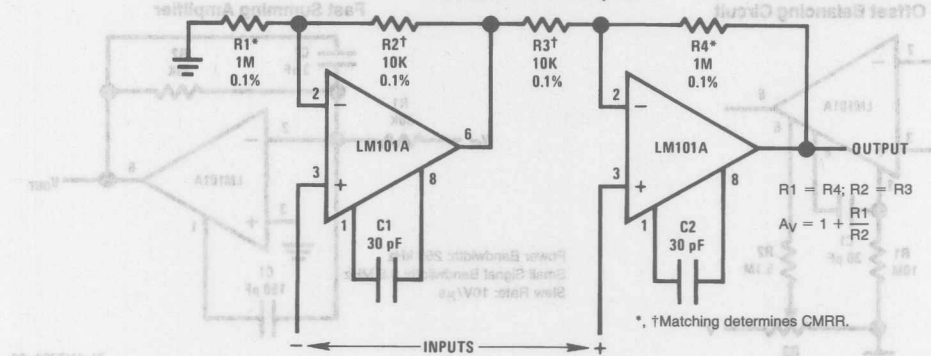 R1*
1M
0.1%
R2†
10K
0.1%
R3†
10K
0.1%
R4*
1M
0.1%
2
3
6
LM101A
1
8
C1
30 pF
2
3
LM101A
1
8
C2
30 pF
OUTPUT
R1 = R4; R2 = R3
AV = 1 + R1/R2
*, †Matching determines CMRR.
− INPUTS +
Offset Balancing Circuit
Fast Summing Amplifier
Slew Rate: 10V/μs